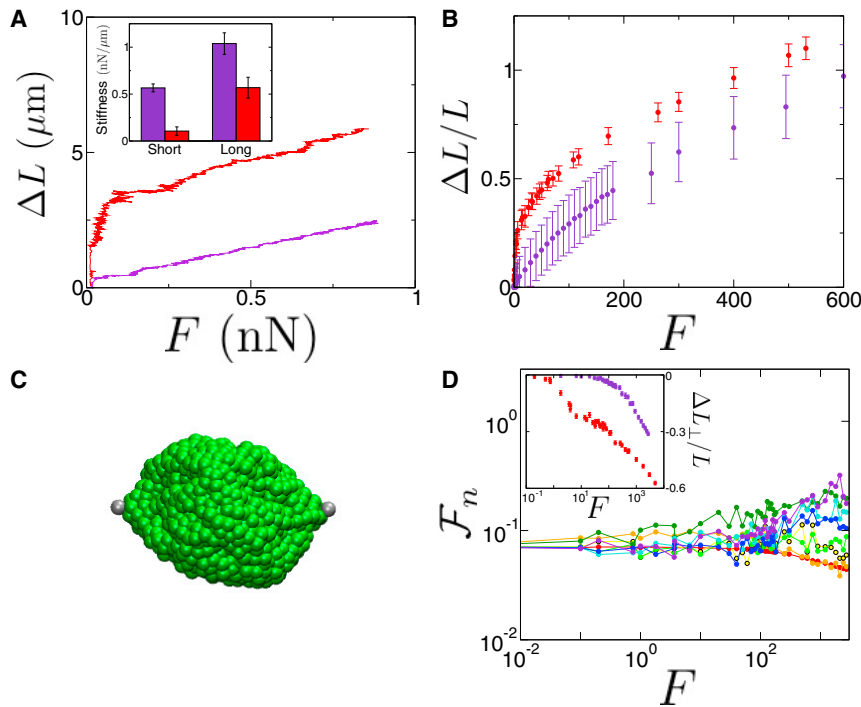 A
10
5
0
ΔL (μm)
Stiffness (nN/μm)
1
0.5
0
Short
Long
0
0.5
1
F (nN)
B
1
0.5
0
ΔL/L
0
200
400
600
F
C
D
10^0
10^-1
10^-2
\mathcal{F}_n
0
-0.3
-0.6
ΔL⊥/L
10^-1
10^1
10^3
F
10^-2
10^0
10^2
F